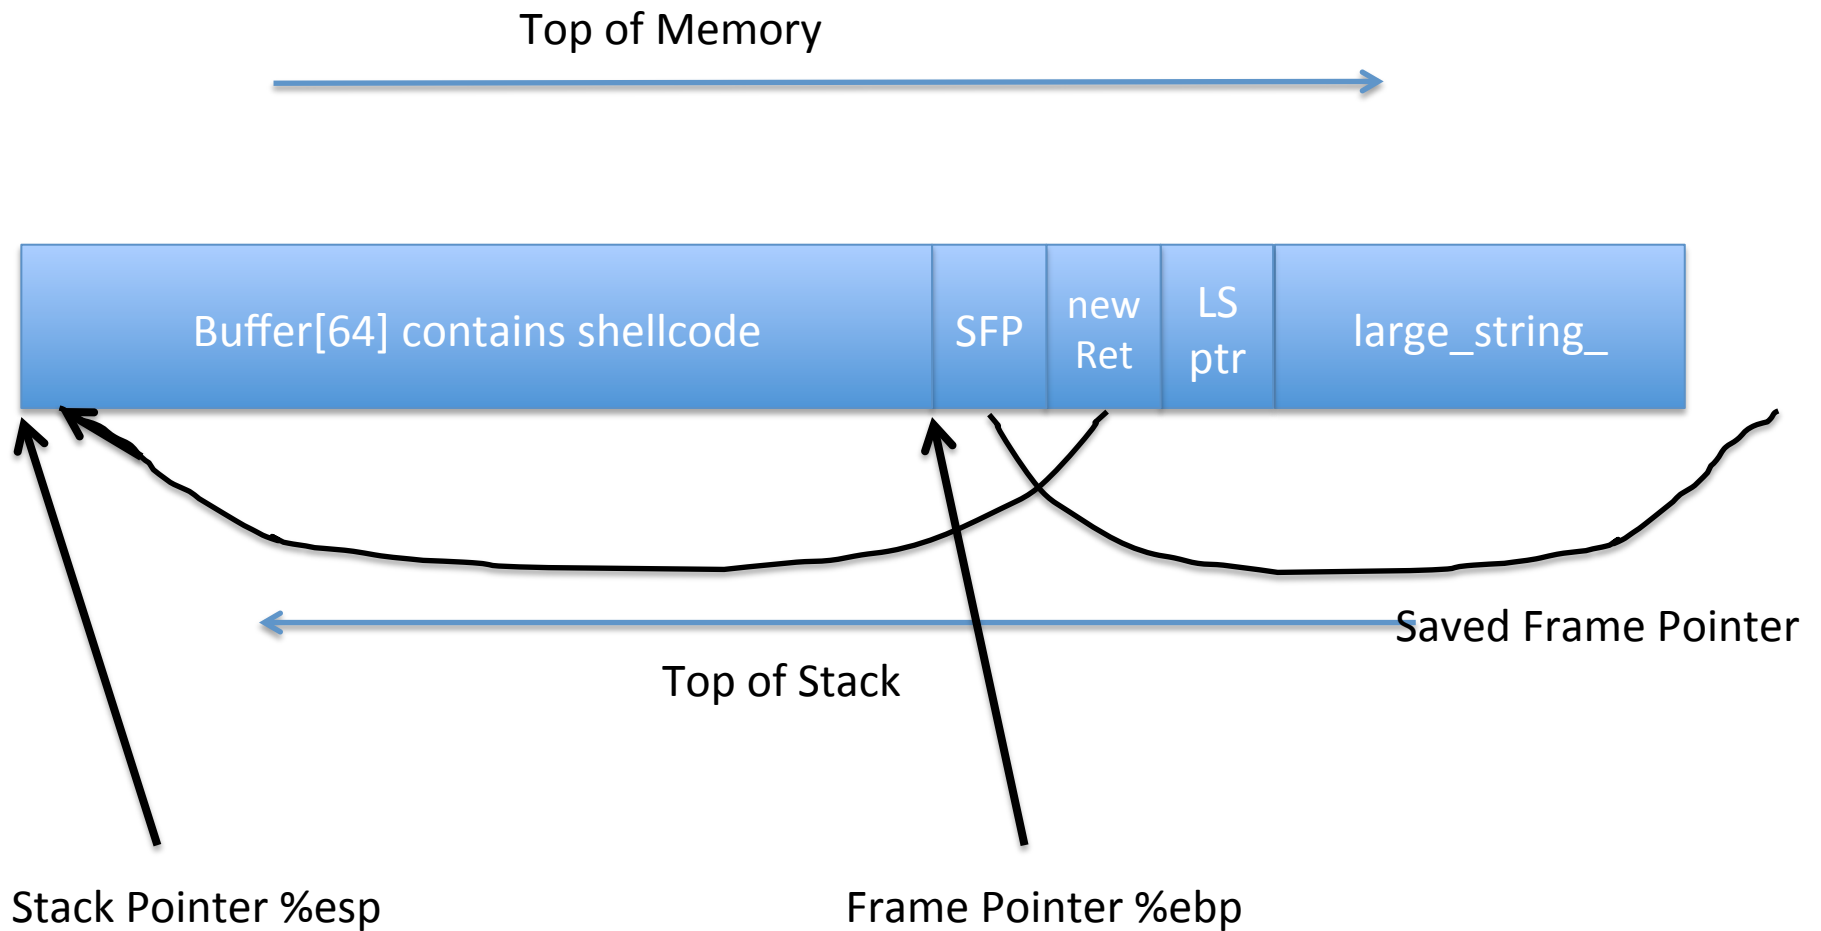 Top of Memory
Buffer[64] contains shellcode
SFP
new
Ret
LS
ptr
large_string_
Saved Frame Pointer
Top of Stack
Stack Pointer %esp
Frame Pointer %ebp